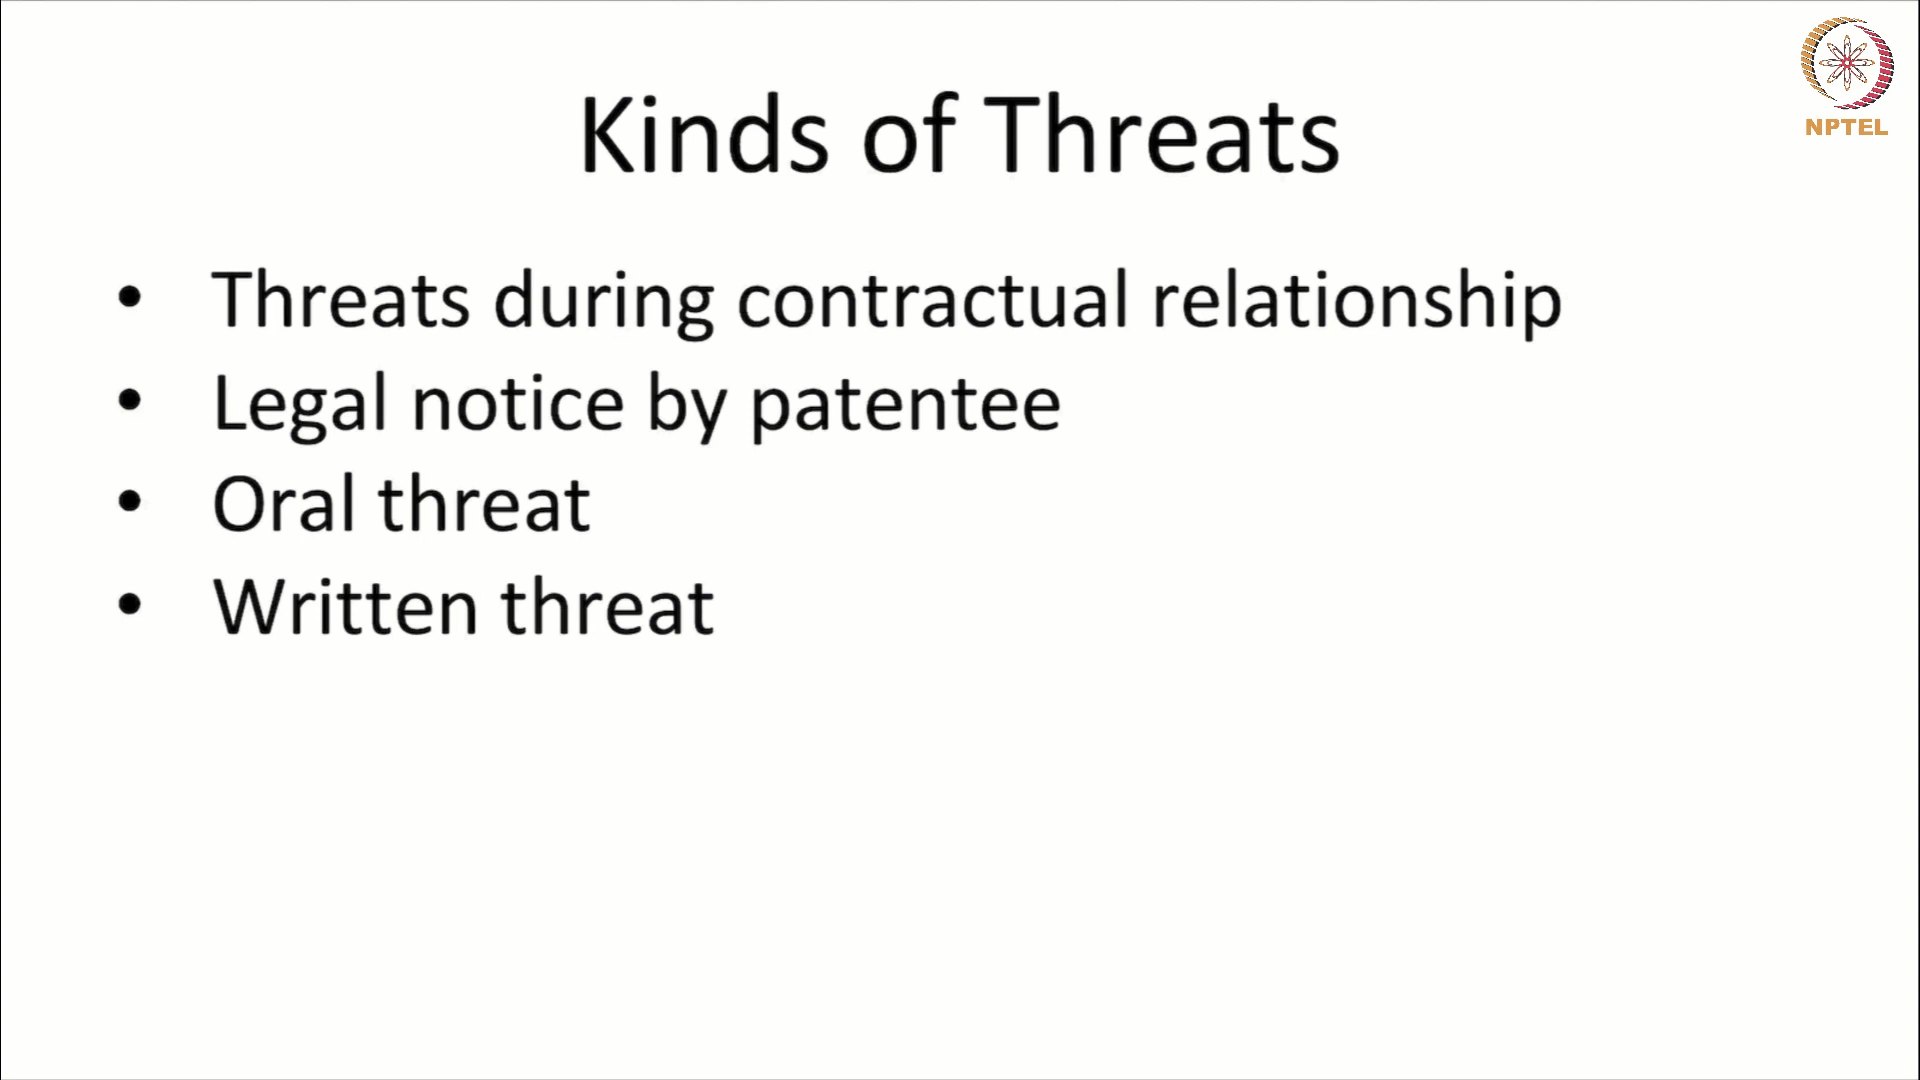 NPTEL
Kinds of Threats
• Threats during contractual relationship
• Legal notice by patentee
• Oral threat
• Written threat